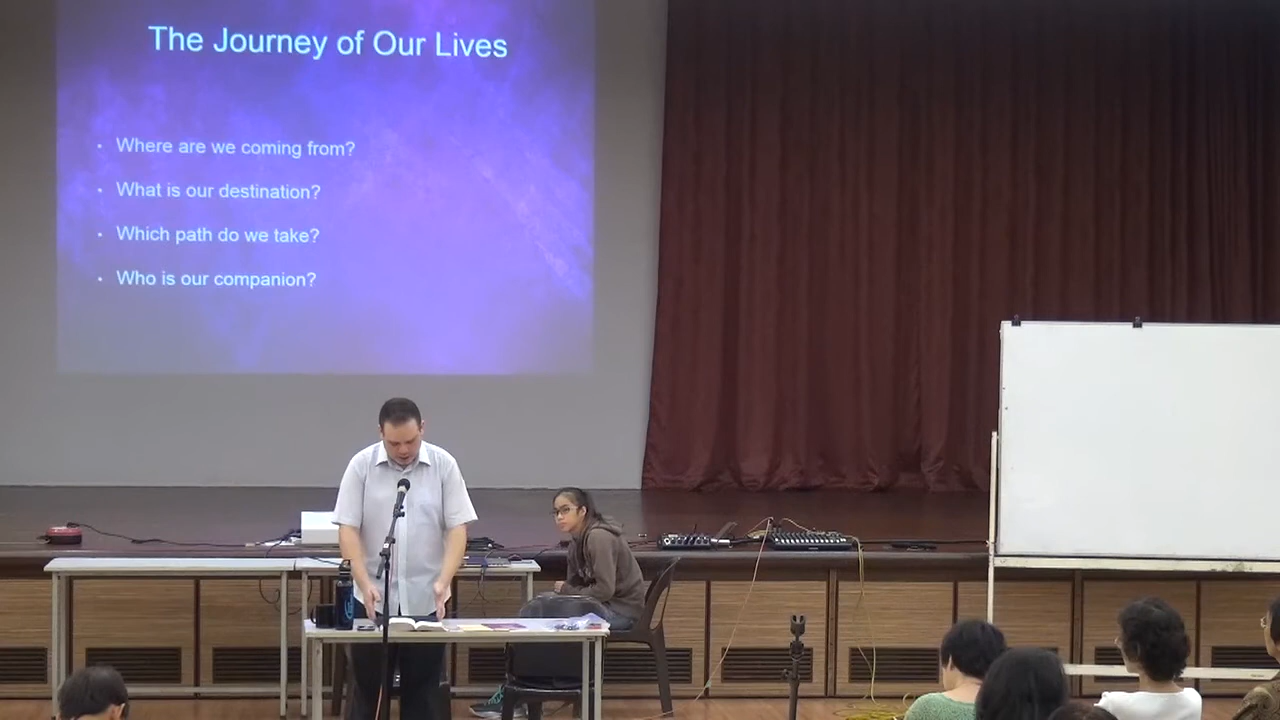 The Journey of Our Lives
• Where are we coming from?
• What is our destination?
• Which path do we take?
• Who is our companion?